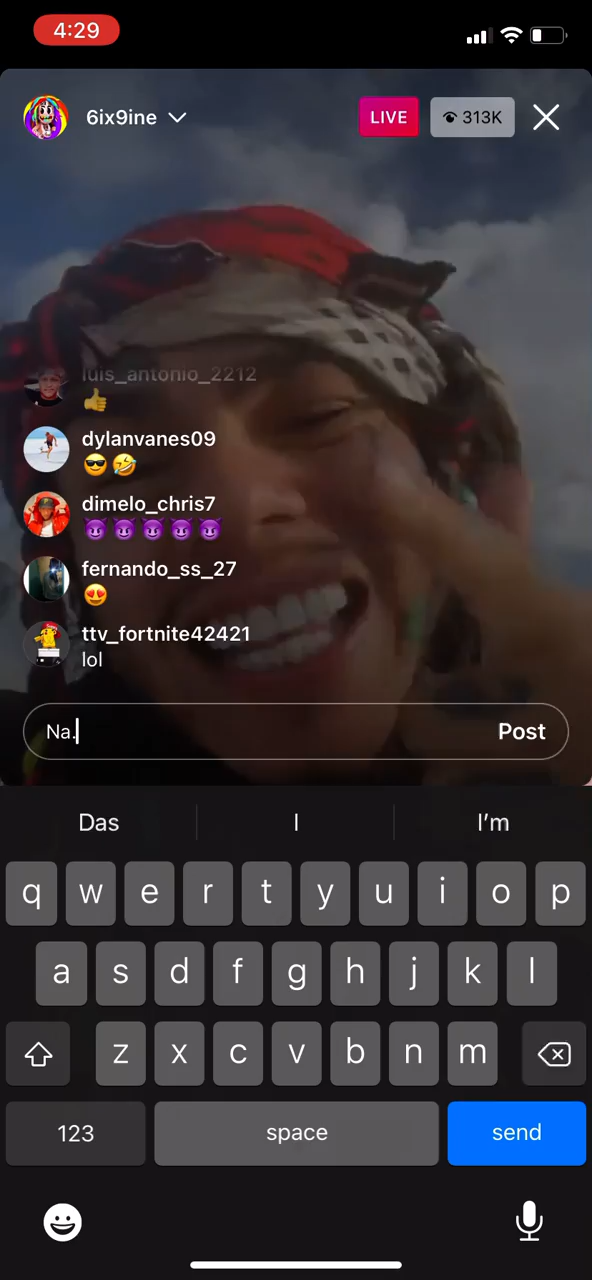 4:29
6ix9ine
LIVE
313K
luis_antonio_2212
👍
dylanvanes09
😎🤣
dimelo_chris7
😈😈😈😈😈
fernando_ss_27
😍
ttv_fortnite42421
lol
Na.
Post
Das I I'm
q w e r t y u i o p
a s d f g h j k l
z x c v b n m
123 space send